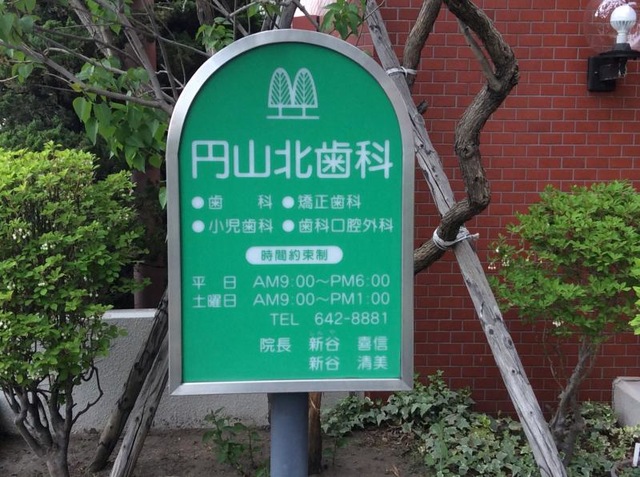 円山北歯科
●歯科 ●矯正歯科
●小児歯科 ●歯科口腔外科
時間約束制
平日 AM9:00～PM6:00
土曜日 AM9:00～PM1:00
TEL 642-8881
院長 新谷 喜信
新谷 清美